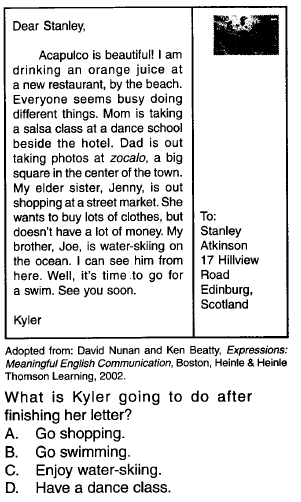 Dear Stanley,
Acapulco is beautiful! I am
drinking an orange juice at
a new restaurant, by the beach.
Everyone seems busy doing
different things. Mom is taking
a salsa class at a dance school
beside the hotel. Dad is out
taking photos at zocalo, a big
square in the center of the town.
My elder sister, Jenny, is out
shopping at a street market. She
wants to buy lots of clothes, but
doesn't have a lot of money. My
brother, Joe, is water-skiing on
the ocean. I can see him from
here. Well, it's time to go for
a swim. See you soon.
Kyler
To:
Stanley
Atkinson
17 Hillview
Road
Edinburg,
Scotland
Adopted from: David Nunan and Ken Beatty, Expressions:
Meaningful English Communication, Boston, Heinle & Heinle
Thomson Learning, 2002.
What is Kyler going to do after
finishing her letter?
A. Go shopping.
B. Go swimming.
C. Enjoy water-skiing.
D. Have a dance class.